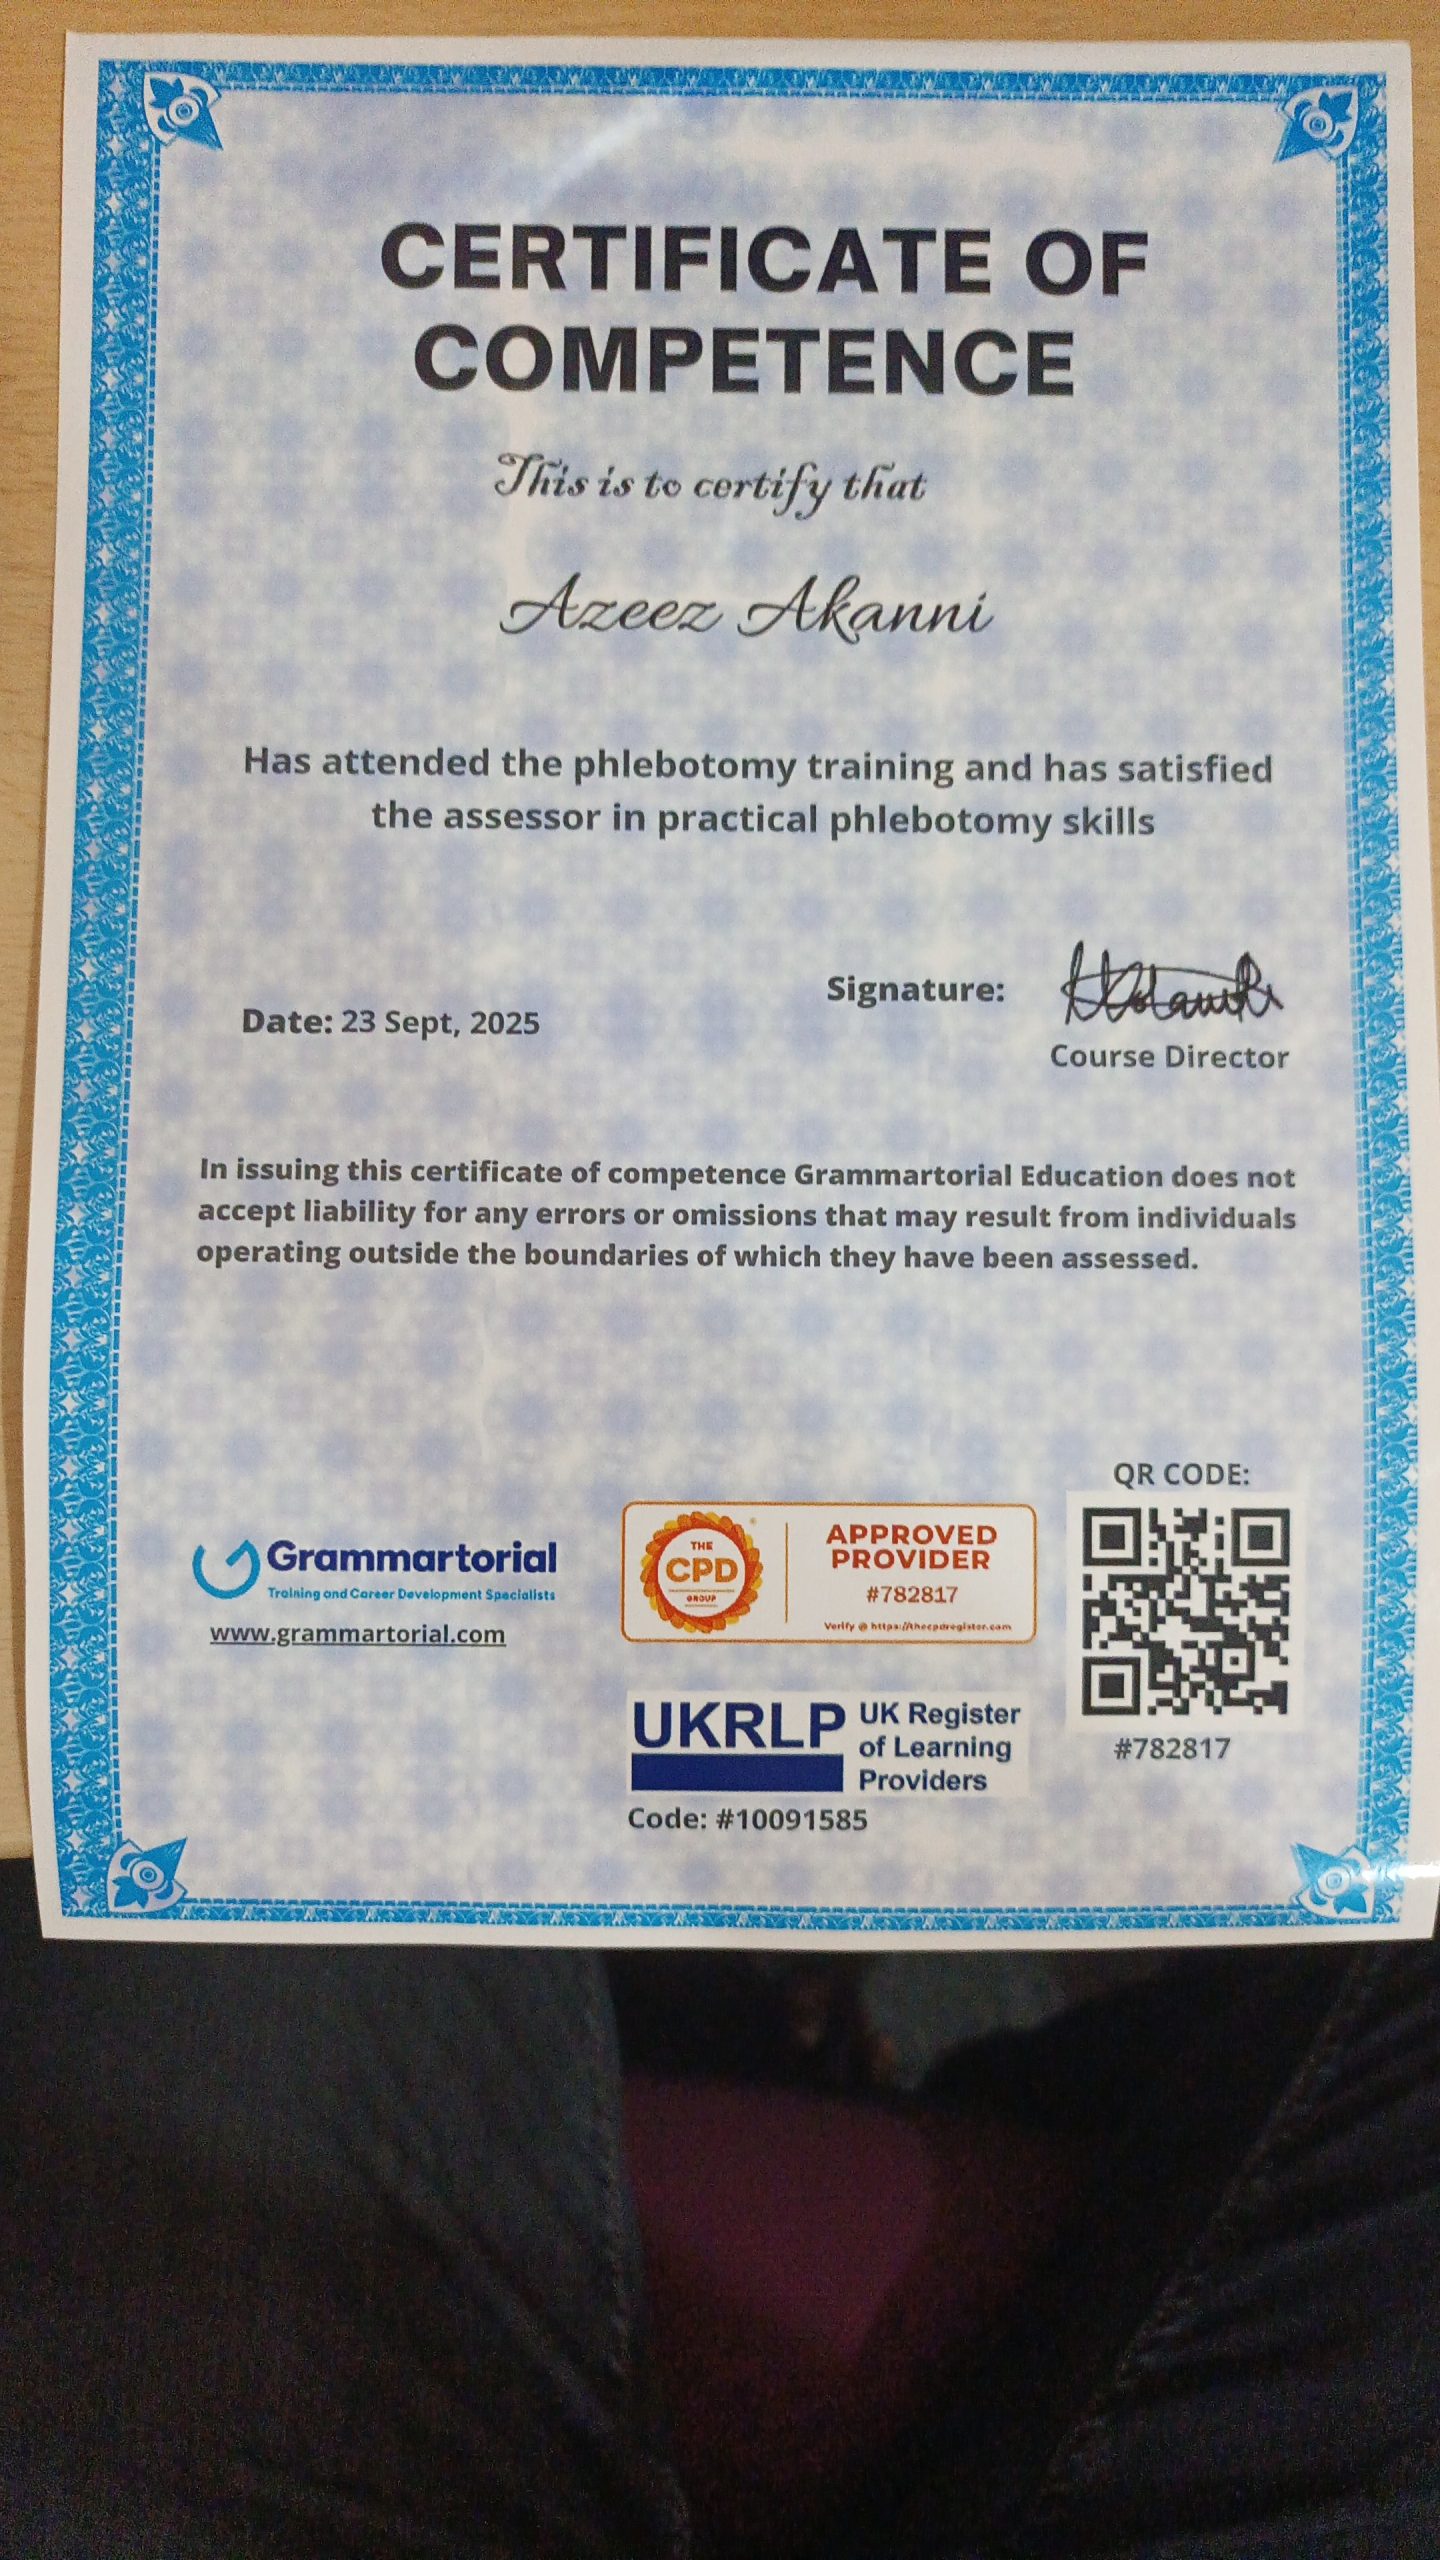 CERTIFICATE OF
COMPETENCE
This is to certify that
Azeez Akanni
Has attended the phlebotomy training and has satisfied
the assessor in practical phlebotomy skills
Signature:
Date: 23 Sept, 2025
Course Director
In issuing this certificate of competence Grammartorial Education does not
accept liability for any errors or omissions that may result from individuals
operating outside the boundaries of which they have been assessed.
QR CODE:
Grammartorial
Training and Career Development Specialists
www.grammartorial.com
THE
CPD
GROUP
APPROVED
PROVIDER
#782817
Verify @ https://thecpdregister.com
#782817
UKRLP
UK Register
of Learning
Providers
Code: #10091585